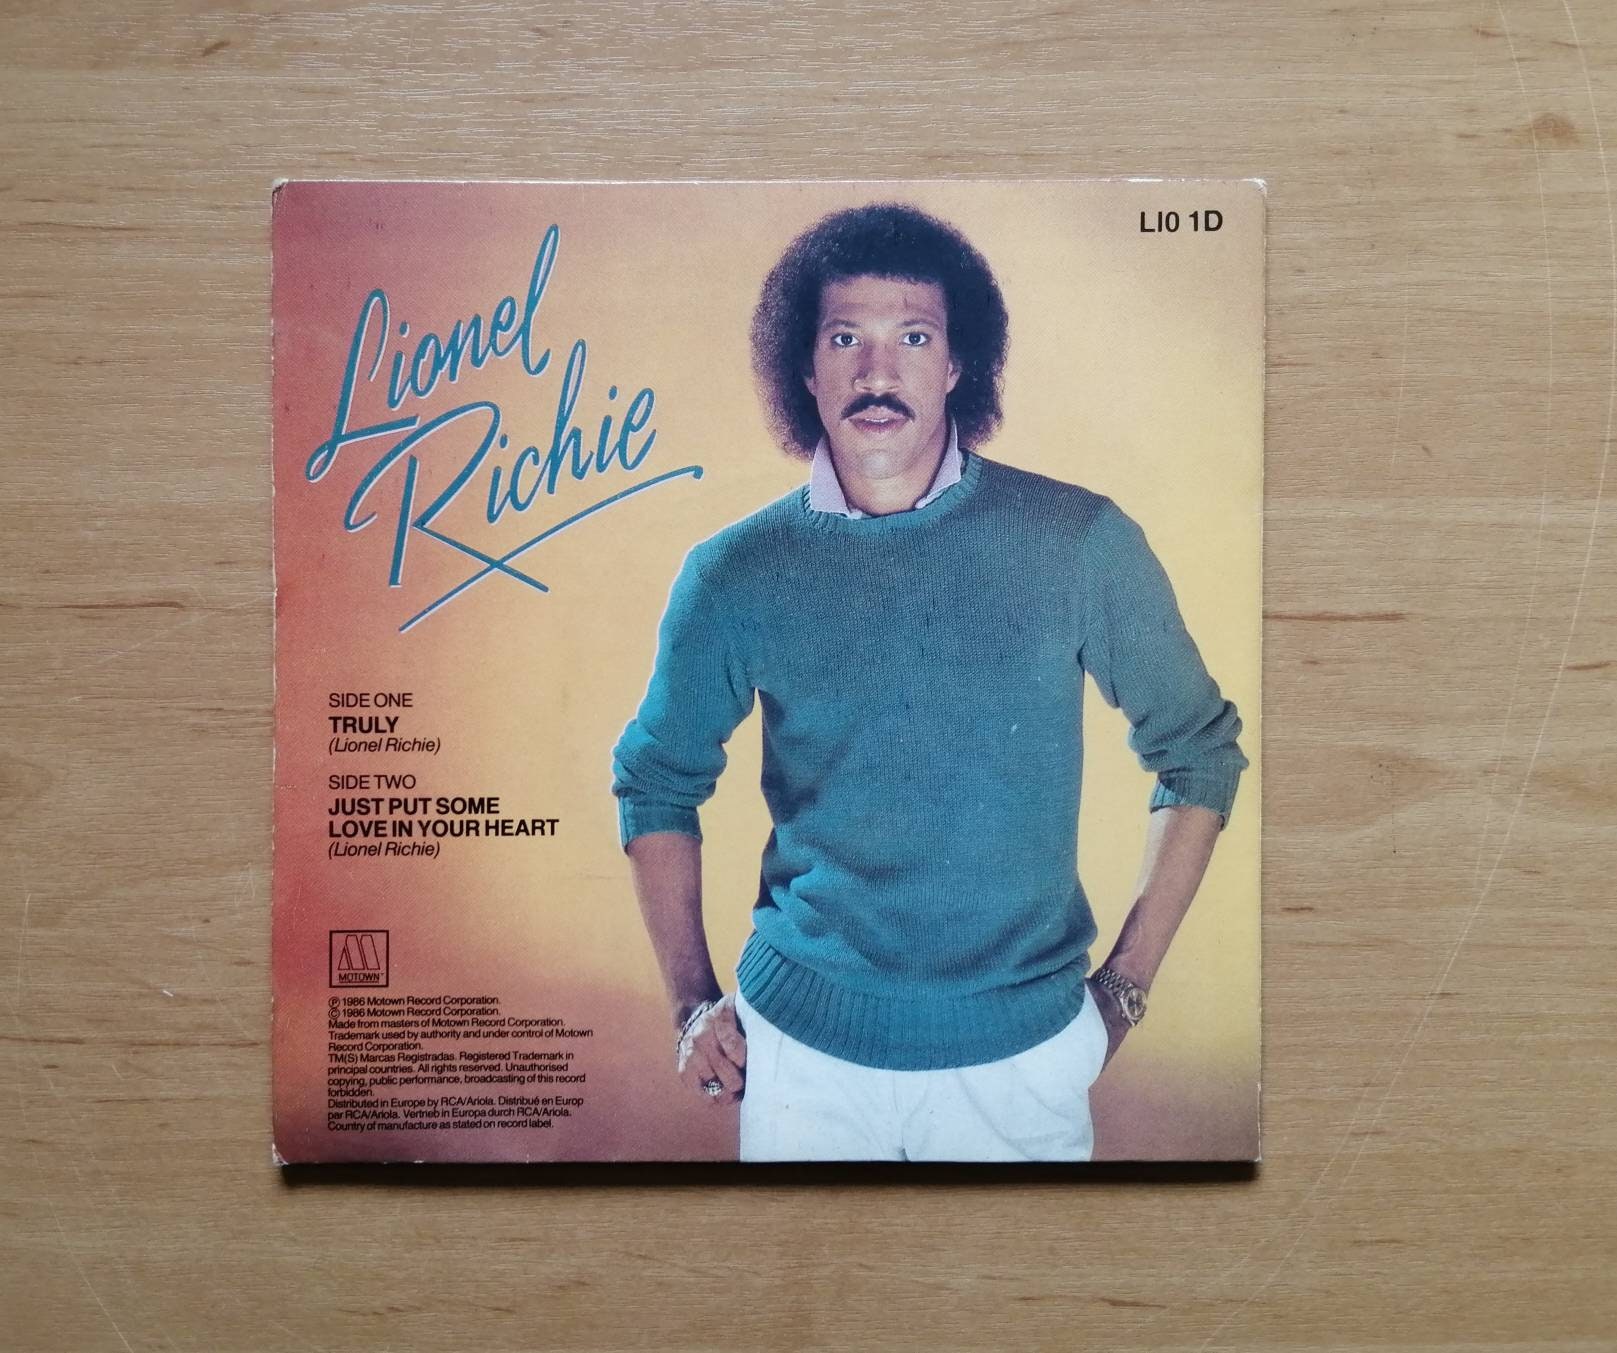 LI0 1D
Lionel
Richie
SIDE ONE
TRULY
(Lionel Richie)
SIDE TWO
JUST PUT SOME
LOVE IN YOUR HEART
(Lionel Richie)
MOTOWN™
℗ 1986 Motown Record Corporation.
© 1986 Motown Record Corporation.
Made from masters of Motown Record Corporation.
Trademark used by authority and under control of Motown
Record Corporation.
TM(S) Marcas Registradas. Registered Trademark in
principal countries. All rights reserved. Unauthorised
copying, public performance, broadcasting of this record
forbidden.
Distributed in Europe by RCA/Ariola. Distribué en Europ
par RCA/Ariola. Vertrieb in Europa durch RCA/Ariola.
Country of manufacture as stated on record label.